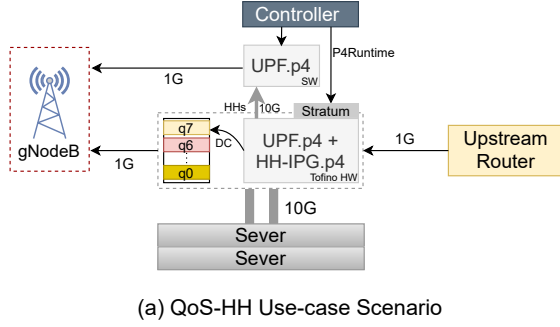 Controller
P4Runtime
UPF.p4
SW
1G
HHs
10G
Stratum
gNodeB
q7
q6
q0
DC
UPF.p4 +
HH-IPG.p4
Tofino HW
1G
1G
Upstream
Router
10G
Sever
Sever
(a) QoS-HH Use-case Scenario